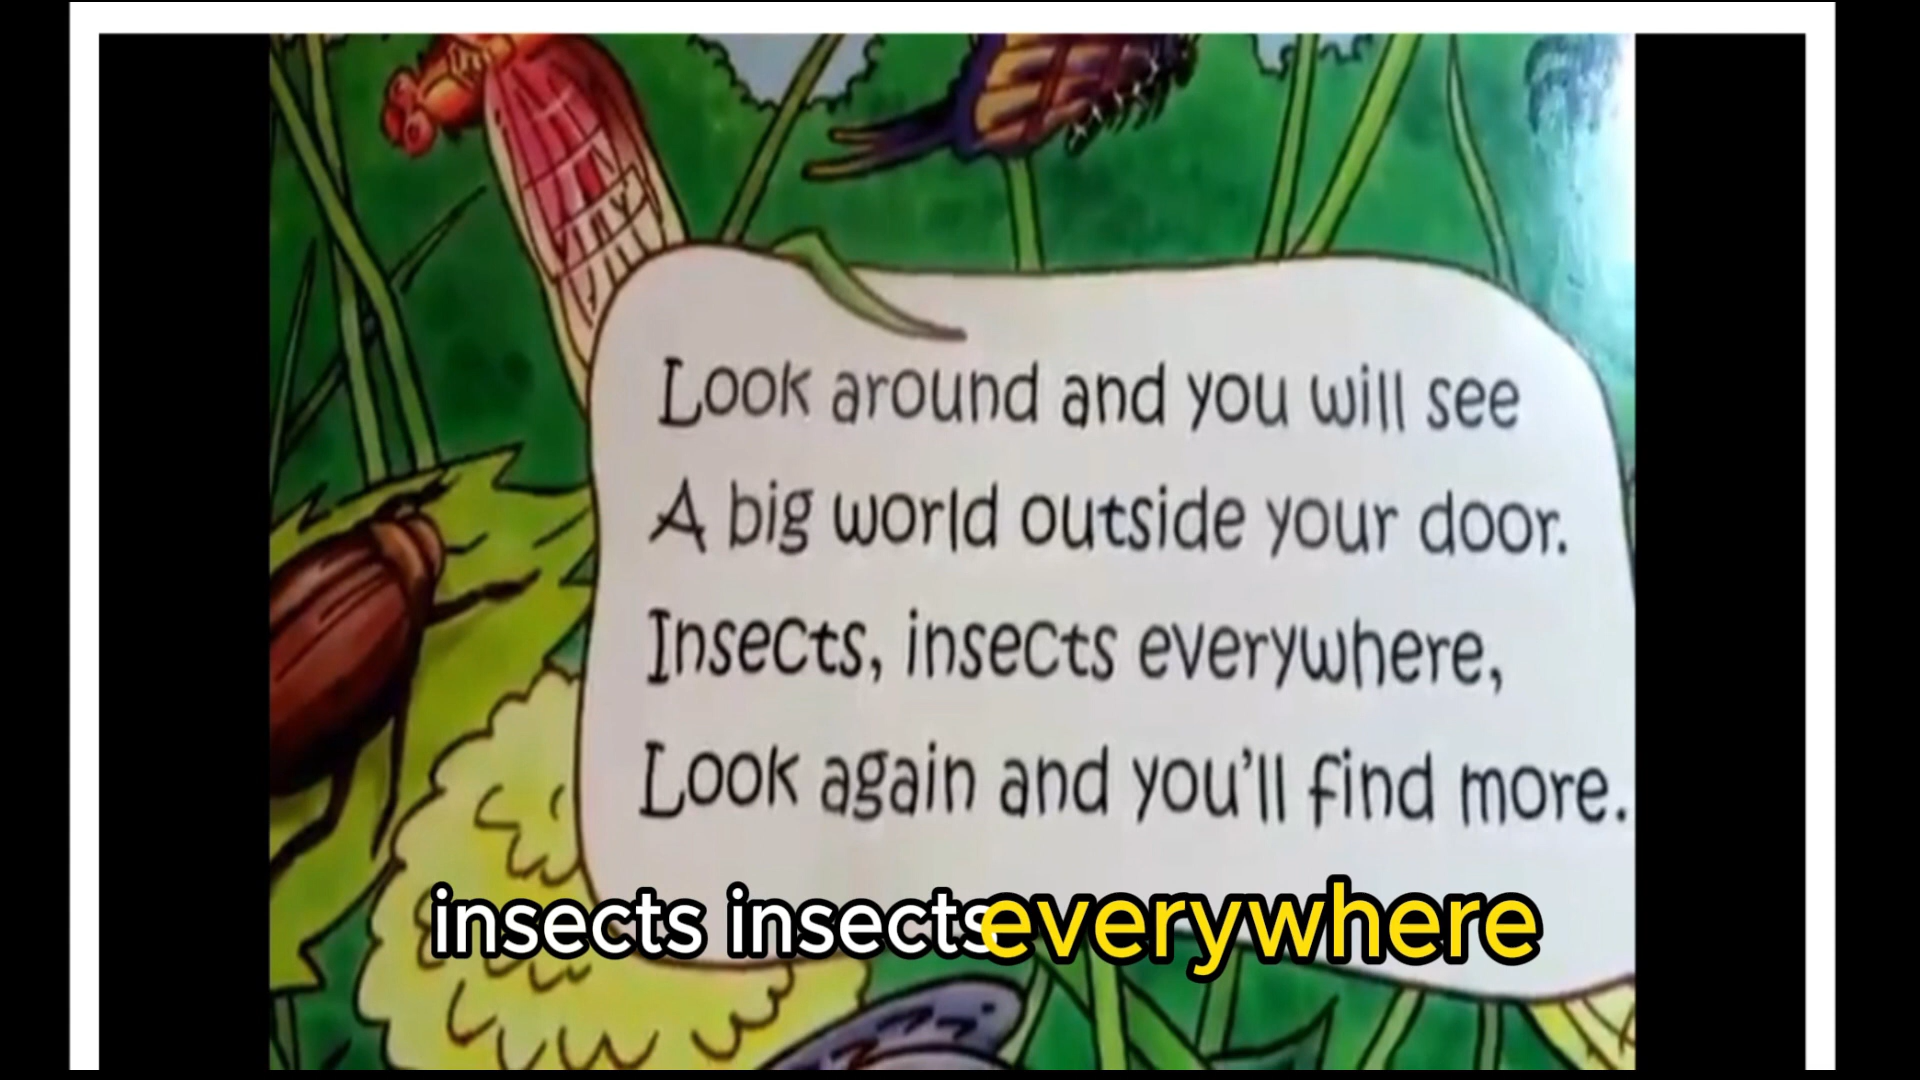 Look around and you will see
A big world outside your door.
Insects, insects everywhere,
Look again and you'll find more.
insects insects everywhere